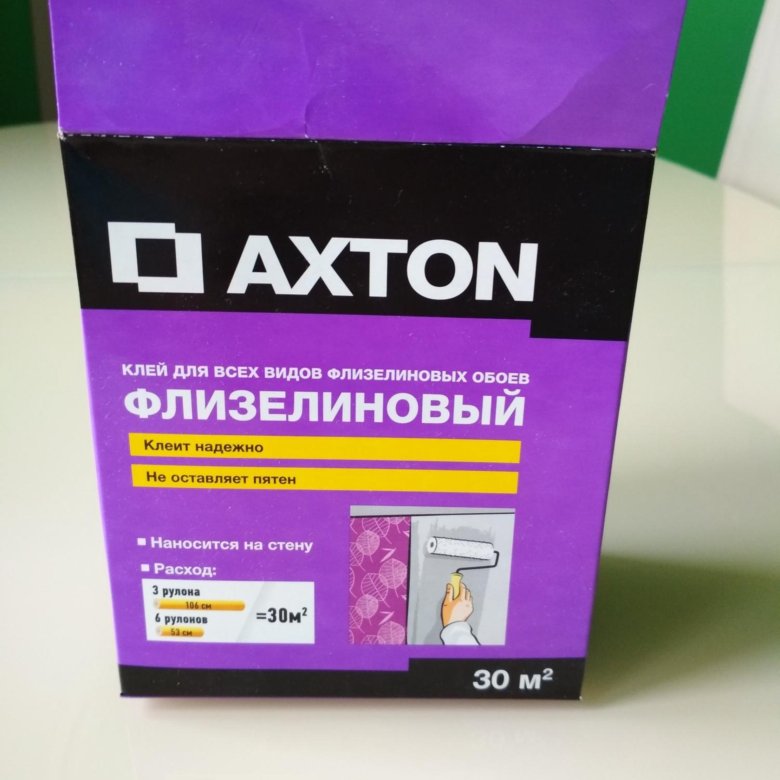 AXTON
КЛЕЙ ДЛЯ ВСЕХ ВИДОВ ФЛИЗЕЛИНОВЫХ ОБОЕВ
ФЛИЗЕЛИНОВЫЙ
Клеит надежно
Не оставляет пятен
Наносится на стену
Расход:
3 рулона
106 см
6 рулонов
53 см
=30м²
30 м²